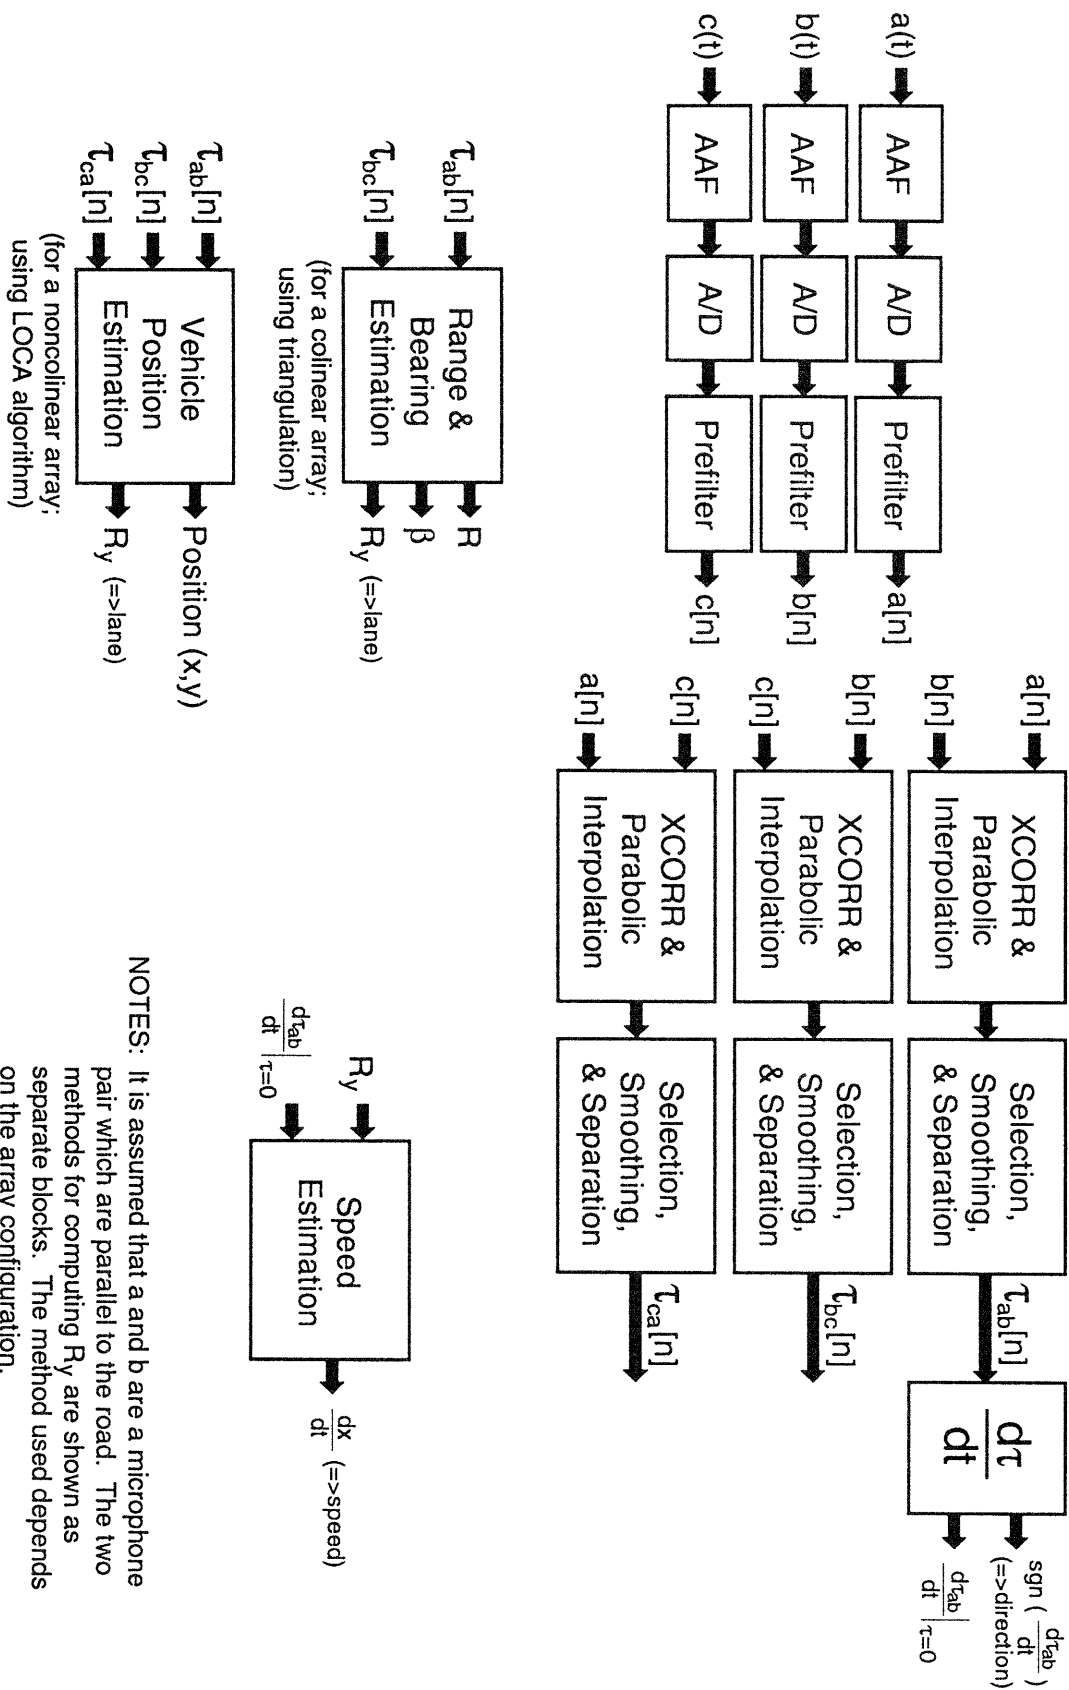 a(t) AAF A/D Prefilter a[n]
b(t) AAF A/D Prefilter b[n]
c(t) AAF A/D Prefilter c[n]
a[n]
b[n]
XCORR &
Parabolic
Interpolation
Selection,
Smoothing,
& Separation
τab[n]
dτ
dt
sgn ( dτab / dt )
(=>direction)
dτab / dt | τ=0
b[n]
c[n]
XCORR &
Parabolic
Interpolation
Selection,
Smoothing,
& Separation
τbc[n]
c[n]
a[n]
XCORR &
Parabolic
Interpolation
Selection,
Smoothing,
& Separation
τca[n]
τab[n]
τbc[n]
Range &
Bearing
Estimation
R
β
Ry (=>lane)
(for a colinear array;
using triangulation)
τab[n]
τbc[n]
τca[n]
Vehicle
Position
Estimation
Position (x,y)
Ry (=>lane)
(for a noncolinear array;
using LOCA algorithm)
Ry
dτab / dt | τ=0
Speed
Estimation
dx / dt (=>speed)
NOTES: It is assumed that a and b are a microphone
pair which are parallel to the road. The two
methods for computing Ry are shown as
separate blocks. The method used depends
on the array configuration.